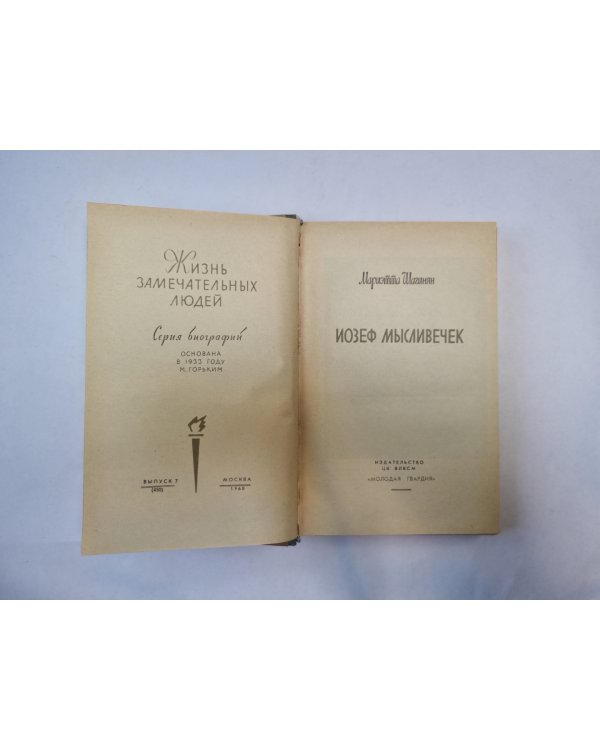 Жизнь
ЗАМЕЧАТЕЛЬНЫХ
ЛЮДЕЙ
Серия биографий
ОСНОВАНА
В 1933 ГОДУ
М. ГОРЬКИМ
ВЫПУСК 7
(450)
МОСКВА
1968
Мариэтта Шагинян
ИОЗЕФ МЫСЛИВЕЧЕК
ИЗДАТЕЛЬСТВО
ЦК ВЛКСМ
«МОЛОДАЯ ГВАРДИЯ»